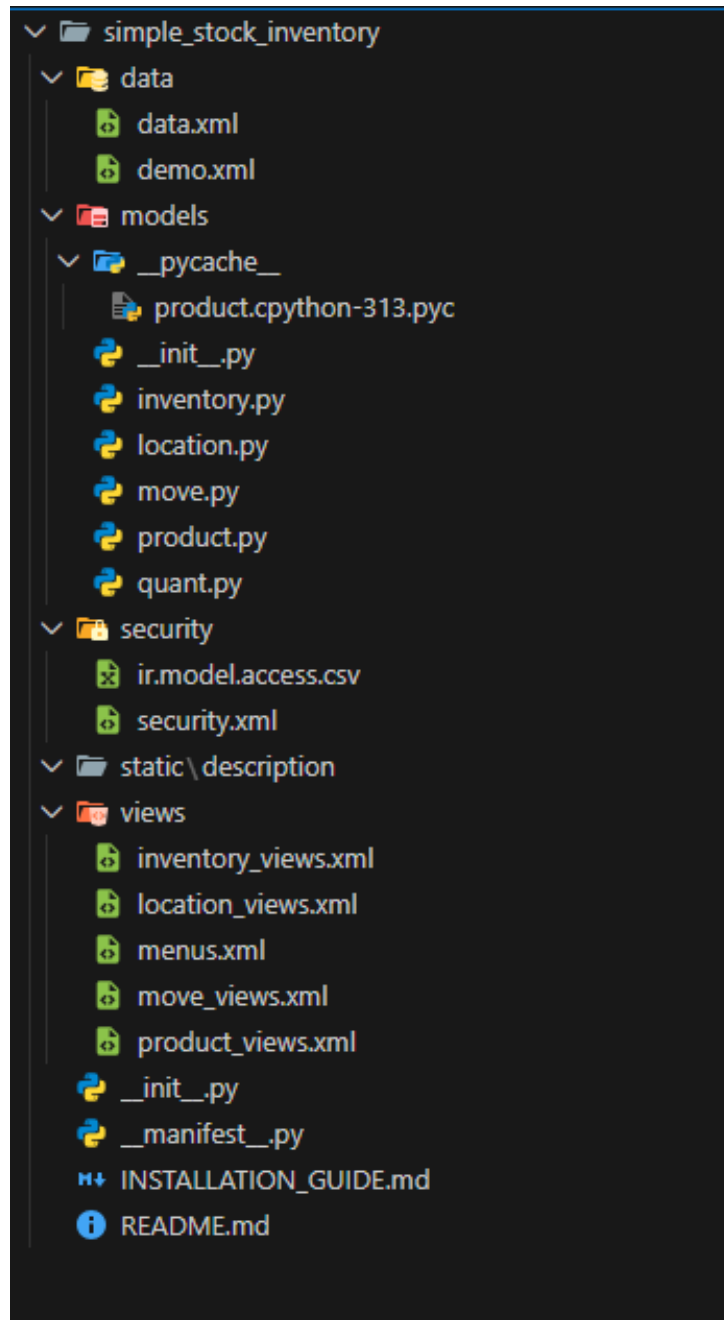 simple_stock_inventory
data
data.xml
demo.xml
models
__pycache__
product.cpython-313.pyc
__init__.py
inventory.py
location.py
move.py
product.py
quant.py
security
ir.model.access.csv
security.xml
static\description
views
inventory_views.xml
location_views.xml
menus.xml
move_views.xml
product_views.xml
__init__.py
__manifest__.py
INSTALLATION_GUIDE.md
README.md